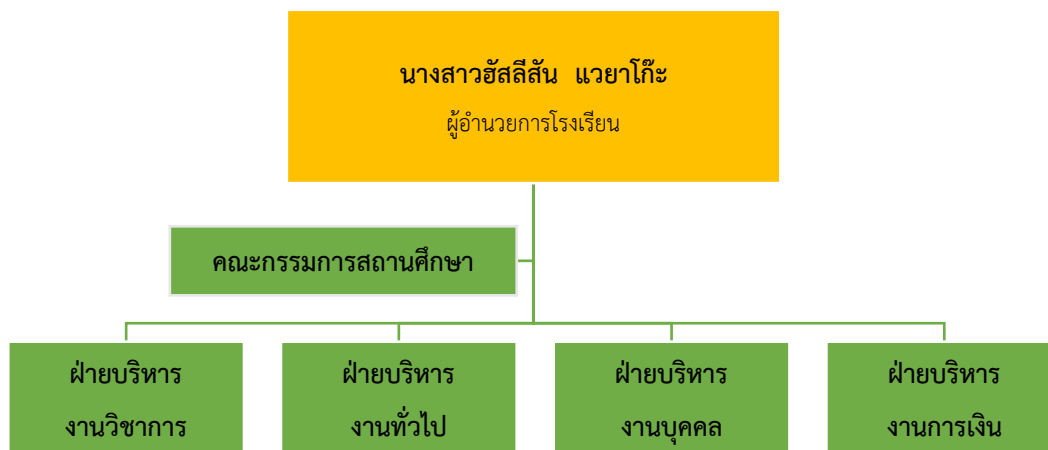 นางสาวฮัสลีสัน แวยาโก๊ะ
ผู้อำนวยการโรงเรียน
คณะกรรมการสถานศึกษา
ฝ่ายบริหาร
งานวิชาการ
ฝ่ายบริหาร
งานทั่วไป
ฝ่ายบริหาร
งานบุคคล
ฝ่ายบริหาร
งานการเงิน